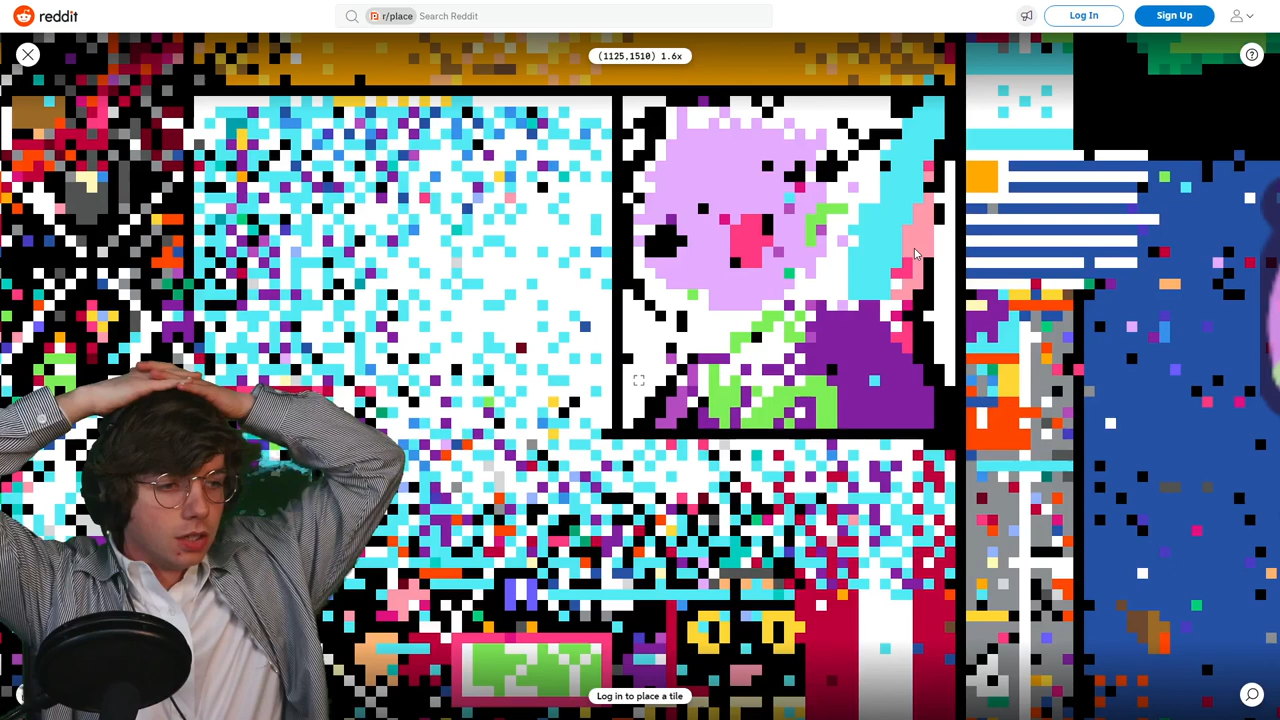 reddit
r/place Search Reddit
Log In
Sign Up
(1125,1510) 1.6x
Log in to place a tile